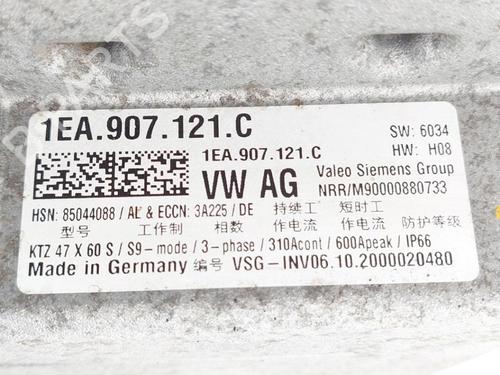 1EA.907.121.C
SW: 6034
1EA.907.121.C
HW: H08
VW AG
Valeo Siemens Group
NRR/M90000880733
HSN: 85044088 / AL & ECCN: 3A225 / DE
持续工 短时工
型号 工作制 相数 作电流 作电流 防护等级
KTZ 47 X 60 S / S9-mode / 3-phase / 310Acont / 600Apeak / IP66
Made in Germany 编号 VSG-INV06.10.2000020480